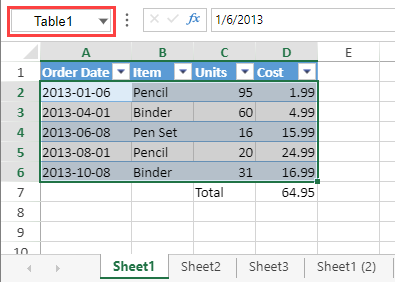 Table1 fx 1/6/2013
A B C D E
1 Order Date Item Units Cost
2 2013-01-06 Pencil 95 1.99
3 2013-04-01 Binder 60 4.99
4 2013-06-08 Pen Set 16 15.99
5 2013-08-01 Pencil 20 24.99
6 2013-10-08 Binder 31 16.99
7 Total 64.95
8
9
10
Sheet1 Sheet2 Sheet3 Sheet1 (2)